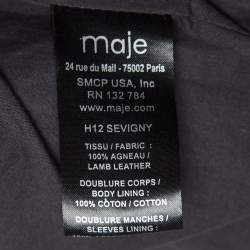 maje
24 rue du Mail - 75002 Paris
SMCP USA, Inc
RN 132 784
www.maje.com
H12 SEVIGNY
TISSU / FABRIC :
100% AGNEAU /
LAMB LEATHER
DOUBLURE CORPS /
BODY LINING :
100% COTON / COTTON
DOUBLURE MANCHES /
SLEEVES LINING :